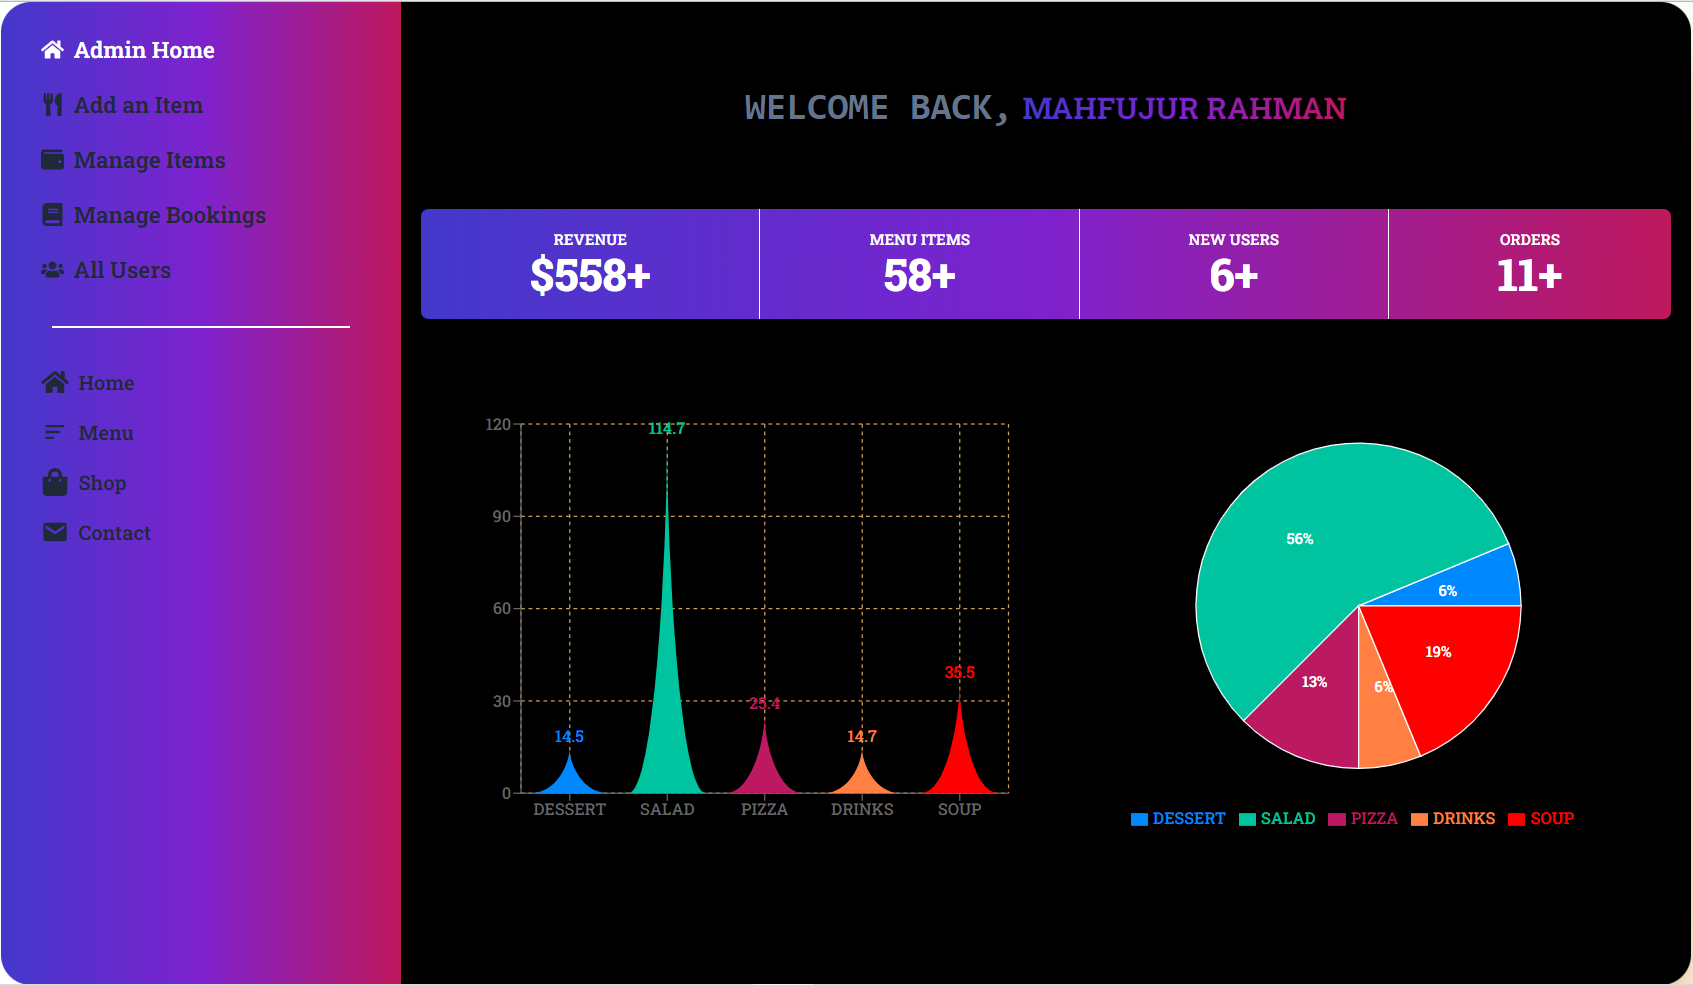 Admin Home
Add an Item
Manage Items
Manage Bookings
All Users
Home
Menu
Shop
Contact
WELCOME BACK, MAHFUJUR RAHMAN
REVENUE
$558+
MENU ITEMS
58+
NEW USERS
6+
ORDERS
11+
120
90
60
30
0
14.5
114.7
25.4
14.7
35.5
DESSERT SALAD PIZZA DRINKS SOUP
56%
6%
19%
13%
6%
DESSERT SALAD PIZZA DRINKS SOUP